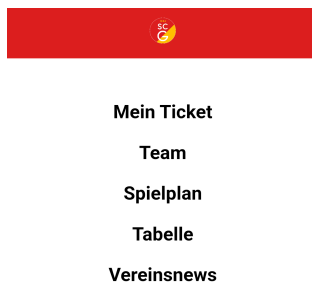 SC
G
Mein Ticket
Team
Spielplan
Tabelle
Vereinsnews